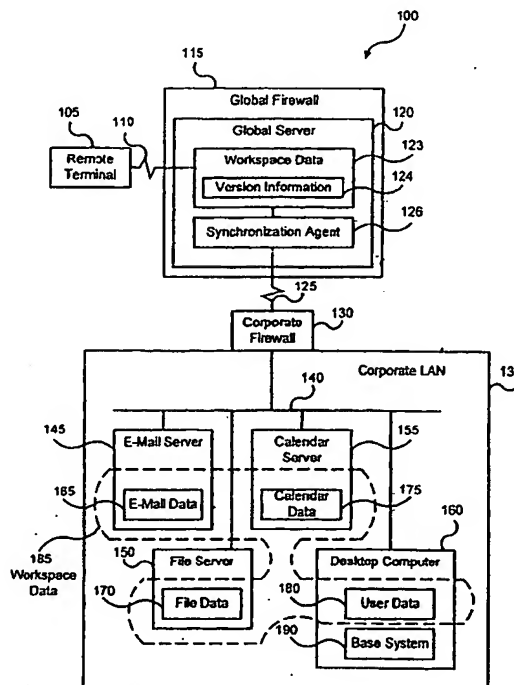 100
115
Global Firewall
120
Global Server
105
110
123
Remote Terminal
Workspace Data
124
Version Information
126
Synchronization Agent
125
Corporate Firewall
130
Corporate LAN
140
145
E-Mail Server
Calendar Server
155
165
E-Mail Data
Calendar Data
175
160
185
Workspace Data
150
File Server
Desktop Computer
170
File Data
180
User Data
190
Base System